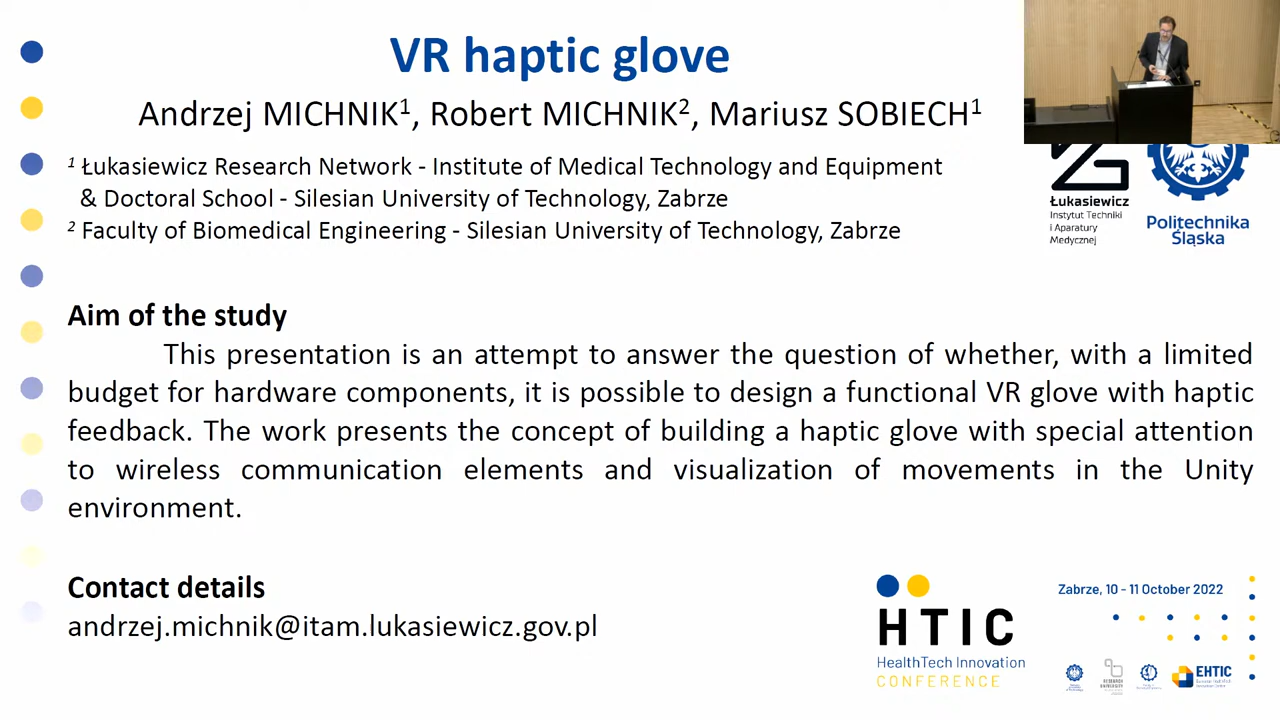 VR haptic glove
Andrzej MICHNIK¹, Robert MICHNIK², Mariusz SOBIECH¹
¹ Łukasiewicz Research Network - Institute of Medical Technology and Equipment
& Doctoral School - Silesian University of Technology, Zabrze
² Faculty of Biomedical Engineering - Silesian University of Technology, Zabrze
Łukasiewicz
Instytut Techniki
i Aparatury
Medycznej
Politechnika
Śląska
Aim of the study
This presentation is an attempt to answer the question of whether, with a limited
budget for hardware components, it is possible to design a functional VR glove with haptic
feedback. The work presents the concept of building a haptic glove with special attention
to wireless communication elements and visualization of movements in the Unity
environment.
Contact details
andrzej.michnik@itam.lukasiewicz.gov.pl
HTIC
HealthTech Innovation
CONFERENCE
Zabrze, 10 - 11 October 2022
EHTIC